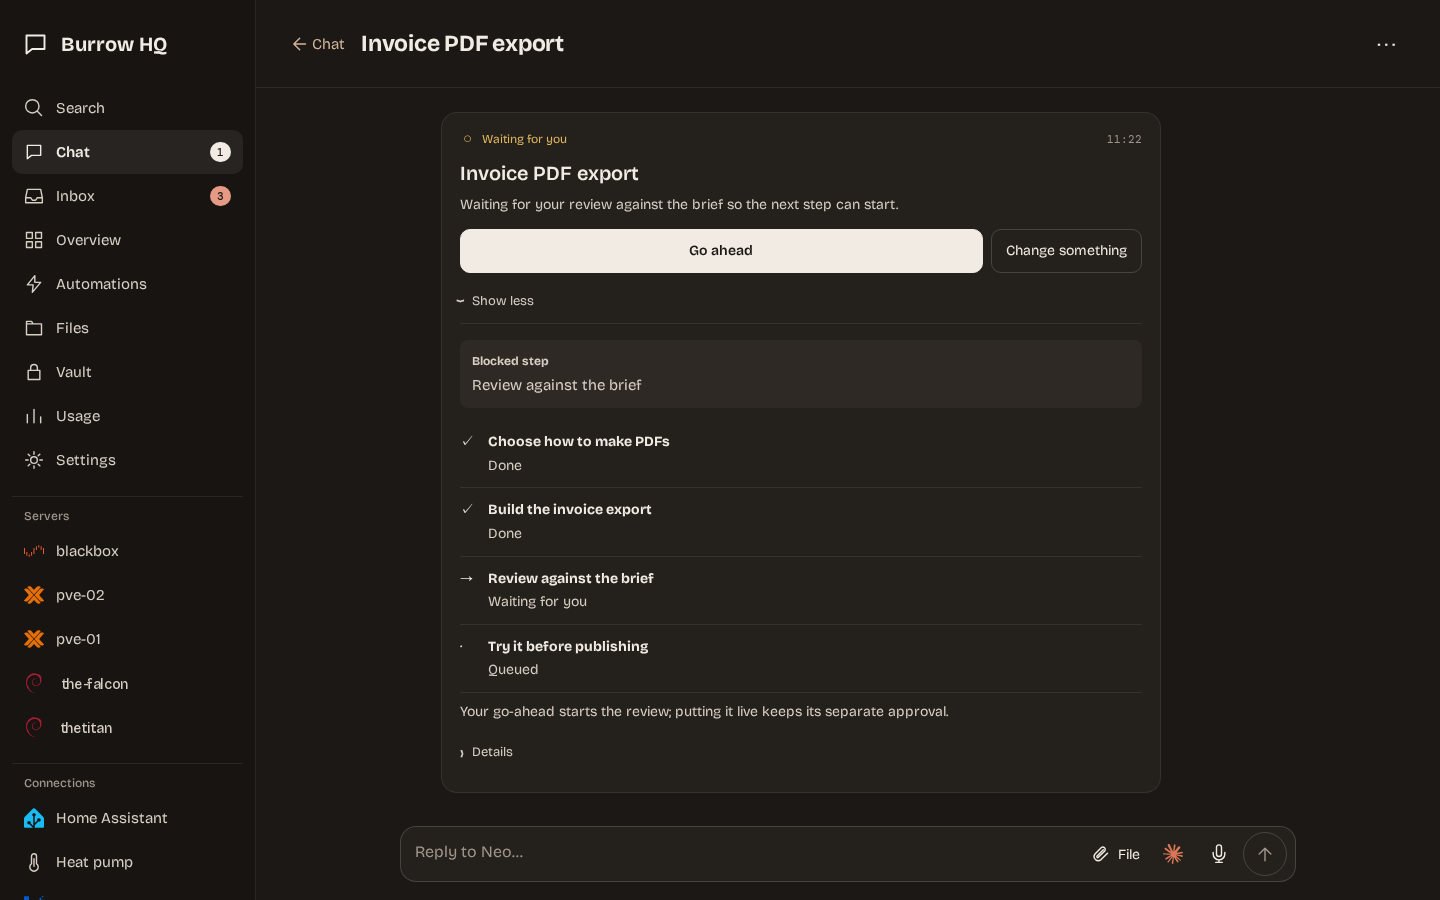 Burrow HQ
Search
Chat 1
Inbox 3
Overview
Automations
Files
Vault
Usage
Settings
Servers
blackbox
pve-02
pve-01
the-falcon
thetitan
Connections
Home Assistant
Heat pump
← Chat Invoice PDF export
Waiting for you 11:22
Invoice PDF export
Waiting for your review against the brief so the next step can start.
Go ahead Change something
Show less
Blocked step
Review against the brief
✓ Choose how to make PDFs
Done
✓ Build the invoice export
Done
→ Review against the brief
Waiting for you
· Try it before publishing
Queued
Your go-ahead starts the review; putting it live keeps its separate approval.
Details
Reply to Neo... File